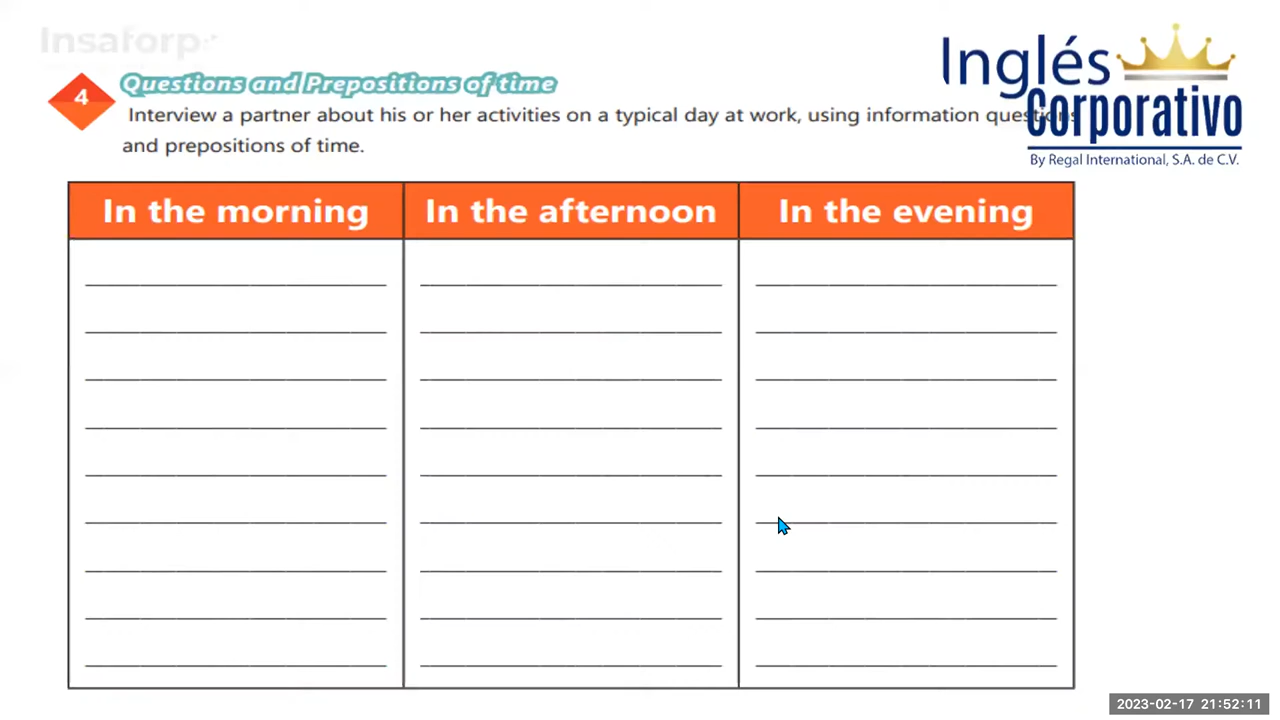 Insaforp
Inglés
Corporativo
By Regal International, S.A. de C.V.
4
Questions and Prepositions of time
Interview a partner about his or her activities on a typical day at work, using information questions
and prepositions of time.
In the morning
In the afternoon
In the evening
2023-02-17 21:52:11